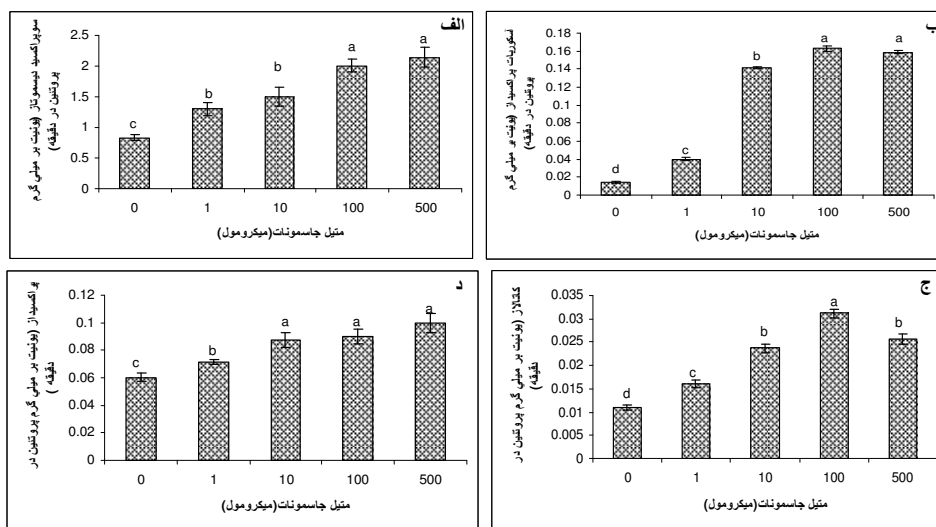 الف
سوپراکسید دیسموتاز (یونیت بر میلی گرم
پروتئین در دقیقه)
2.5
2
1.5
1
0.5
0
c
b
b
a
a
0 1 10 100 500
متیل جاسمونات(میکرومول)
ب
آسکوربات پراکسیداز (یونیت بر میلی گرم
پروتئین در دقیقه)
0.18
0.16
0.14
0.12
0.1
0.08
0.06
0.04
0.02
0
d
c
b
a
a
0 1 10 100 500
متیل جاسمونات(میکرومول)
د
پراکسیداز (یونیت بر میلی گرم پروتئین در
دقیقه )
0.12
0.1
0.08
0.06
0.04
0.02
0
c
b
a
a
a
0 1 10 100 500
متیل جاسمونات(میکرومول)
ج
کاتالاز (یونیت بر میلی گرم پروتئین در
دقیقه)
0.035
0.03
0.025
0.02
0.015
0.01
0.005
0
d
c
b
a
b
0 1 10 100 500
متیل جاسمونات(میکرومول)